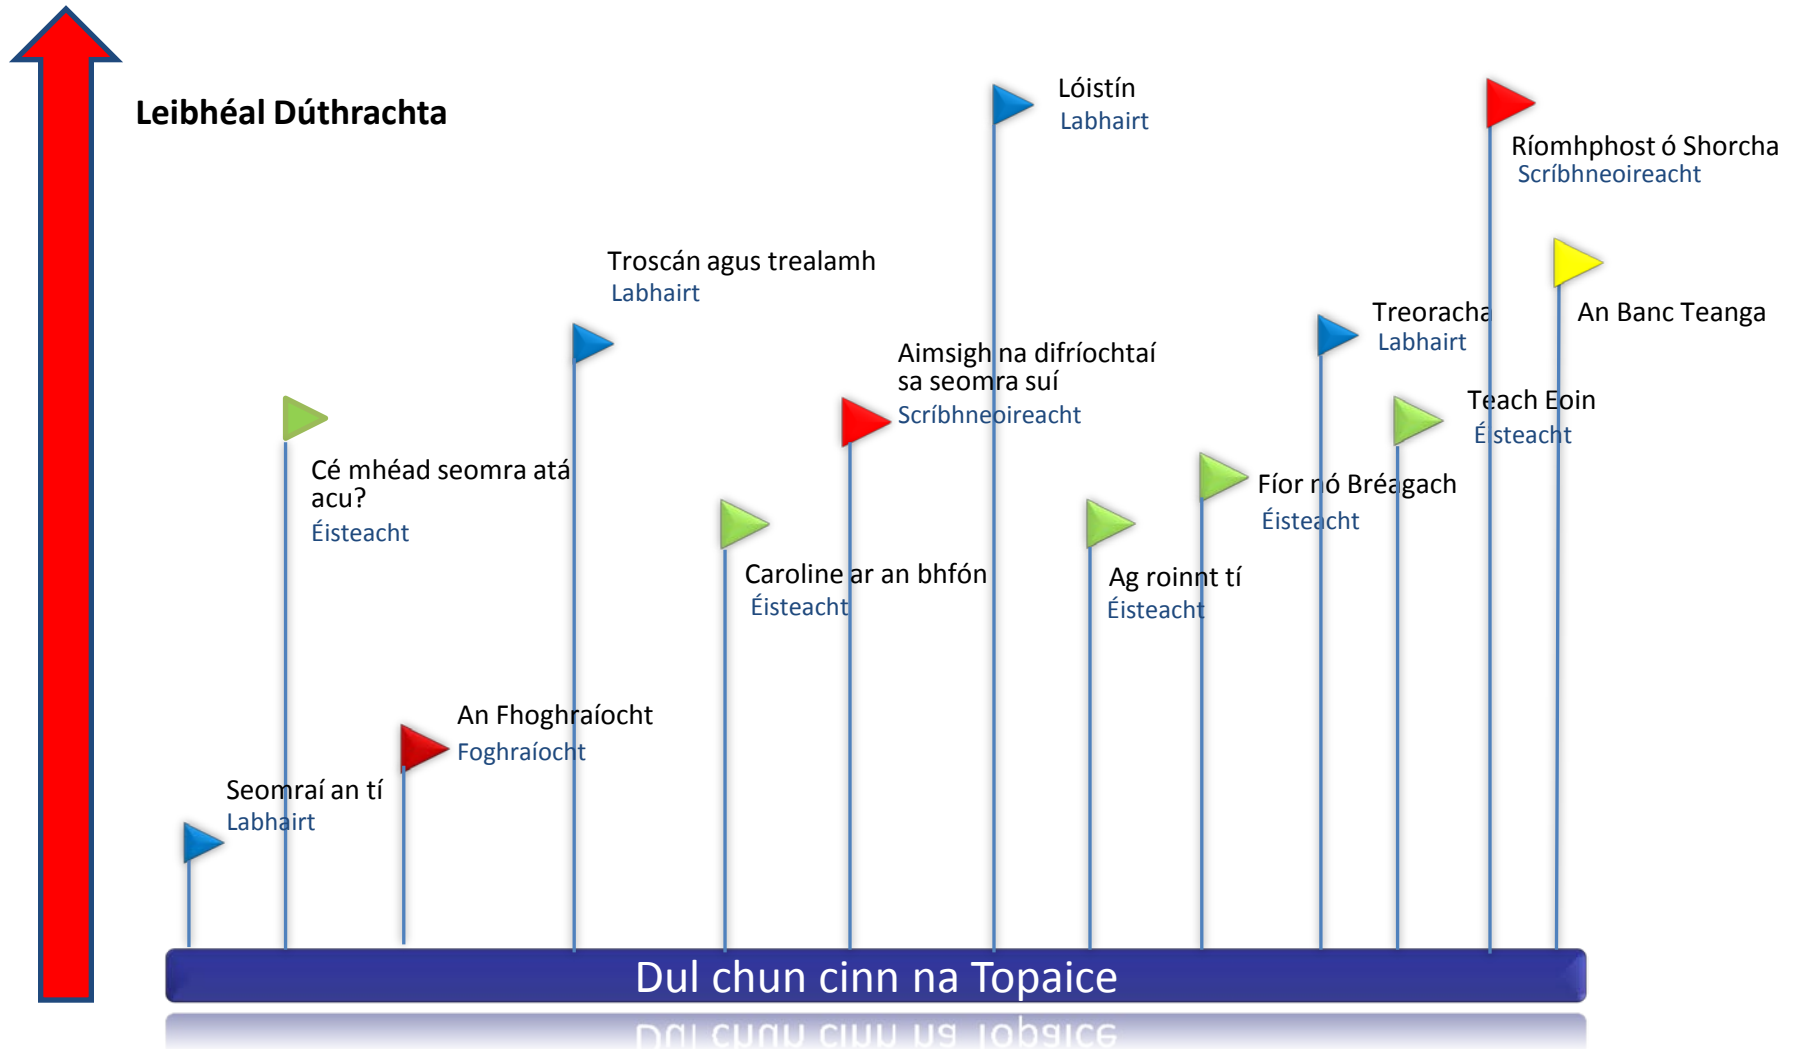 Leibhéal Dúthrachta
Seomraí an tí
Labhairt
Cé mhéad seomra atá
acu?
Éisteacht
An Fhoghraíocht
Foghraíocht
Troscán agus trealamh
Labhairt
Caroline ar an bhfón
Éisteacht
Aimsigh na difríochtaí
sa seomra suí
Scríbhneoireacht
Lóistín
Labhairt
Ag roinnt tí
Éisteacht
Fíor nó Bréagach
Éisteacht
Treoracha
Labhairt
Teach Eoin
Éisteacht
Ríomhphost ó Shorcha
Scríbhneoireacht
An Banc Teanga
Dul chun cinn na Topaice